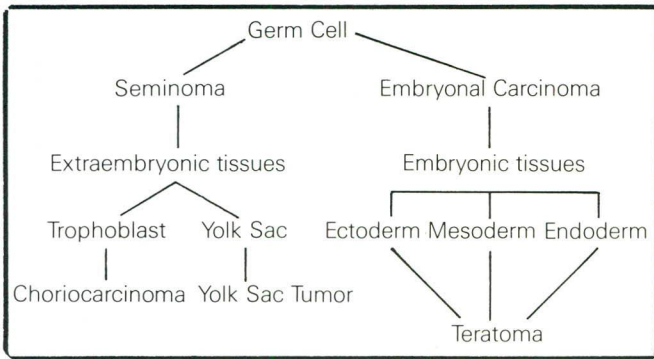 Germ Cell
Seminoma Embryonal Carcinoma
Extraembryonic tissues Embryonic tissues
Trophoblast Yolk Sac Ectoderm Mesoderm Endoderm
Choriocarcinoma Yolk Sac Tumor
Teratoma